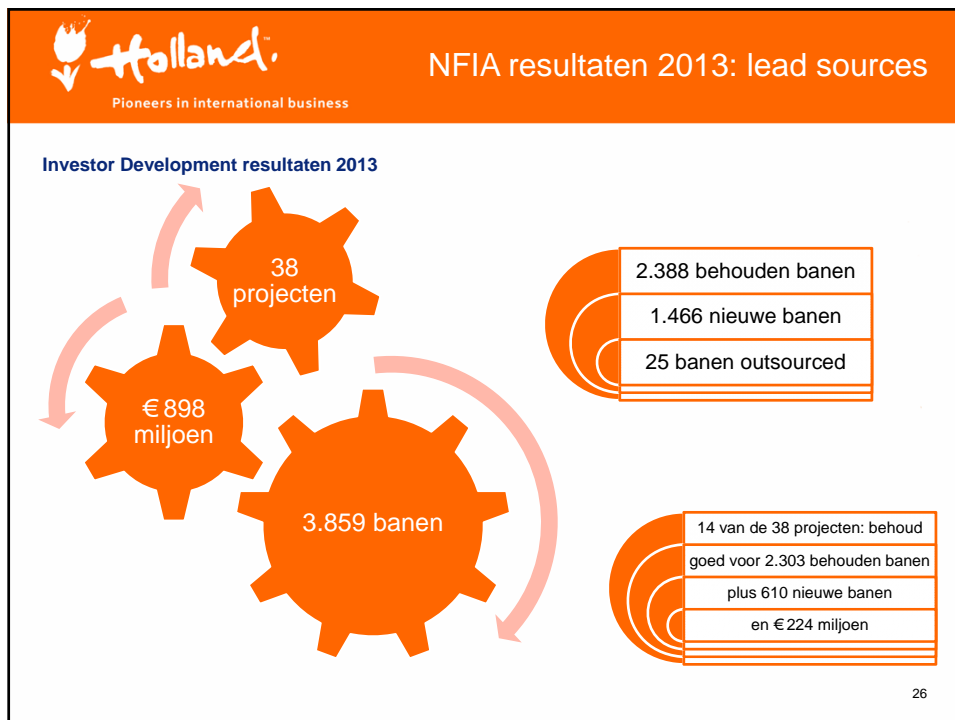 Holland.™
Pioneers in international business
NFIA resultaten 2013: lead sources
Investor Development resultaten 2013
38
projecten
€ 898
miljoen
3.859 banen
2.388 behouden banen
1.466 nieuwe banen
25 banen outsourced
14 van de 38 projecten: behoud
goed voor 2.303 behouden banen
plus 610 nieuwe banen
en € 224 miljoen
26